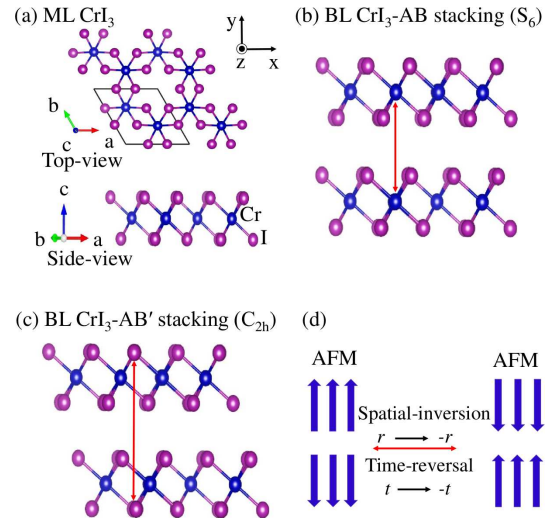 (a) ML CrI₃
y
z
x
b
c
a
Top-view
c
b
a
Side-view
Cr
I
(b) BL CrI₃-AB stacking (S₆)
(c) BL CrI₃-AB′ stacking (C₂ₕ)
(d)
AFM
AFM
Spatial-inversion
r → -r
Time-reversal
t → -t